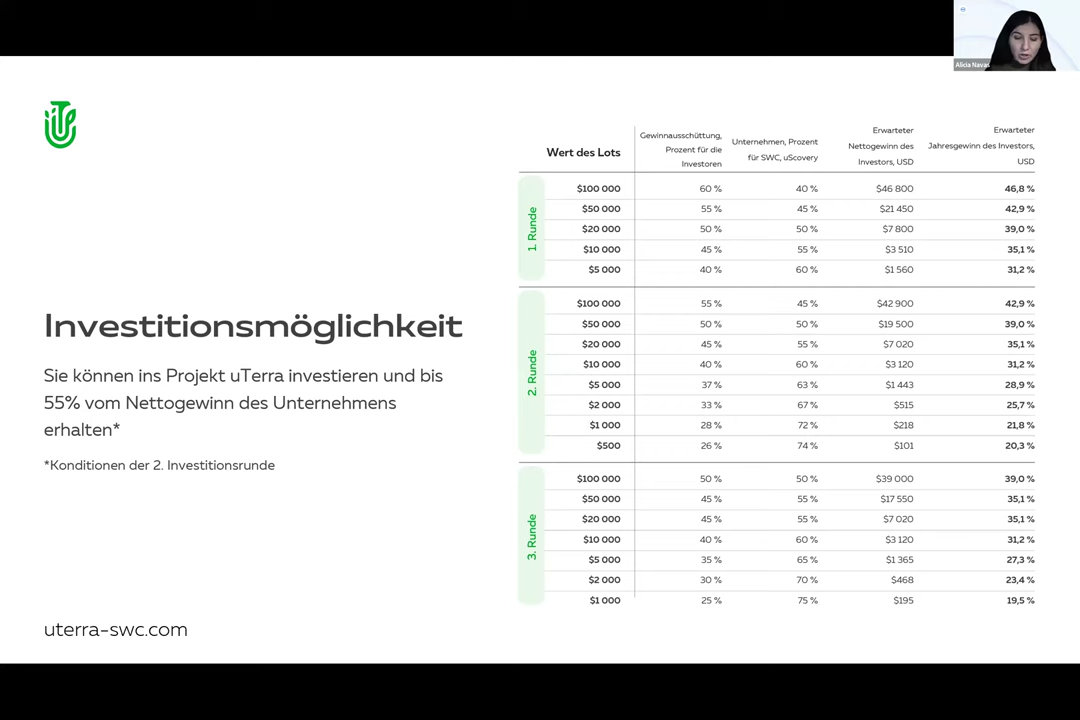 Alicia Navas
Investitionsmöglichkeit
Sie können ins Projekt uTerra investieren und bis
55% vom Nettogewinn des Unternehmens
erhalten*
*Konditionen der 2. Investitionsrunde
uterra-swc.com
Wert des Lots
Gewinnausschüttung,
Prozent für die
Investoren
Unternehmen, Prozent
für SWC, uScovery
Erwarteter
Nettogewinn des
Investors, USD
Erwarteter
Jahresgewinn des Investors,
USD
1. Runde
$100 000 60 % 40 % $46 800 46,8 %
$50 000 55 % 45 % $21 450 42,9 %
$20 000 50 % 50 % $7 800 39,0 %
$10 000 45 % 55 % $3 510 35,1 %
$5 000 40 % 60 % $1 560 31,2 %
2. Runde
$100 000 55 % 45 % $42 900 42,9 %
$50 000 50 % 50 % $19 500 39,0 %
$20 000 45 % 55 % $7 020 35,1 %
$10 000 40 % 60 % $3 120 31,2 %
$5 000 37 % 63 % $1 443 28,9 %
$2 000 33 % 67 % $515 25,7 %
$1 000 28 % 72 % $218 21,8 %
$500 26 % 74 % $101 20,3 %
3. Runde
$100 000 50 % 50 % $39 000 39,0 %
$50 000 45 % 55 % $17 550 35,1 %
$20 000 45 % 55 % $7 020 35,1 %
$10 000 40 % 60 % $3 120 31,2 %
$5 000 35 % 65 % $1 365 27,3 %
$2 000 30 % 70 % $468 23,4 %
$1 000 25 % 75 % $195 19,5 %